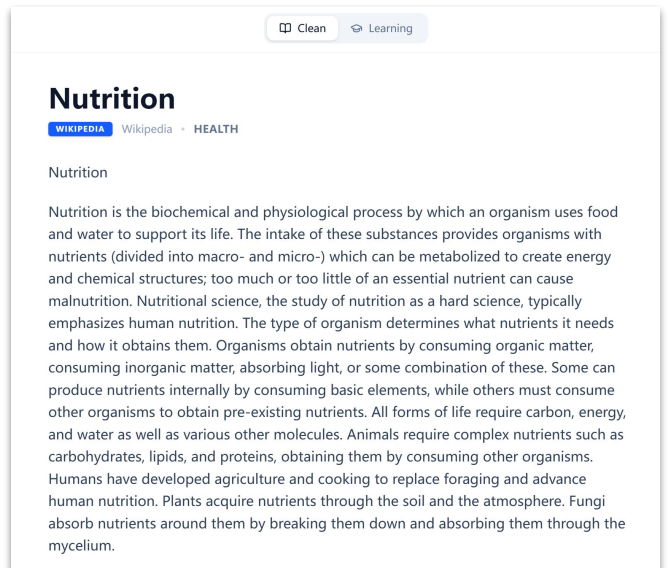 Clean
Learning
Nutrition
WIKIPEDIA Wikipedia • HEALTH
Nutrition
Nutrition is the biochemical and physiological process by which an organism uses food
and water to support its life. The intake of these substances provides organisms with
nutrients (divided into macro- and micro-) which can be metabolized to create energy
and chemical structures; too much or too little of an essential nutrient can cause
malnutrition. Nutritional science, the study of nutrition as a hard science, typically
emphasizes human nutrition. The type of organism determines what nutrients it needs
and how it obtains them. Organisms obtain nutrients by consuming organic matter,
consuming inorganic matter, absorbing light, or some combination of these. Some can
produce nutrients internally by consuming basic elements, while others must consume
other organisms to obtain pre-existing nutrients. All forms of life require carbon, energy,
and water as well as various other molecules. Animals require complex nutrients such as
carbohydrates, lipids, and proteins, obtaining them by consuming other organisms.
Humans have developed agriculture and cooking to replace foraging and advance
human nutrition. Plants acquire nutrients through the soil and the atmosphere. Fungi
absorb nutrients around them by breaking them down and absorbing them through the
mycelium.